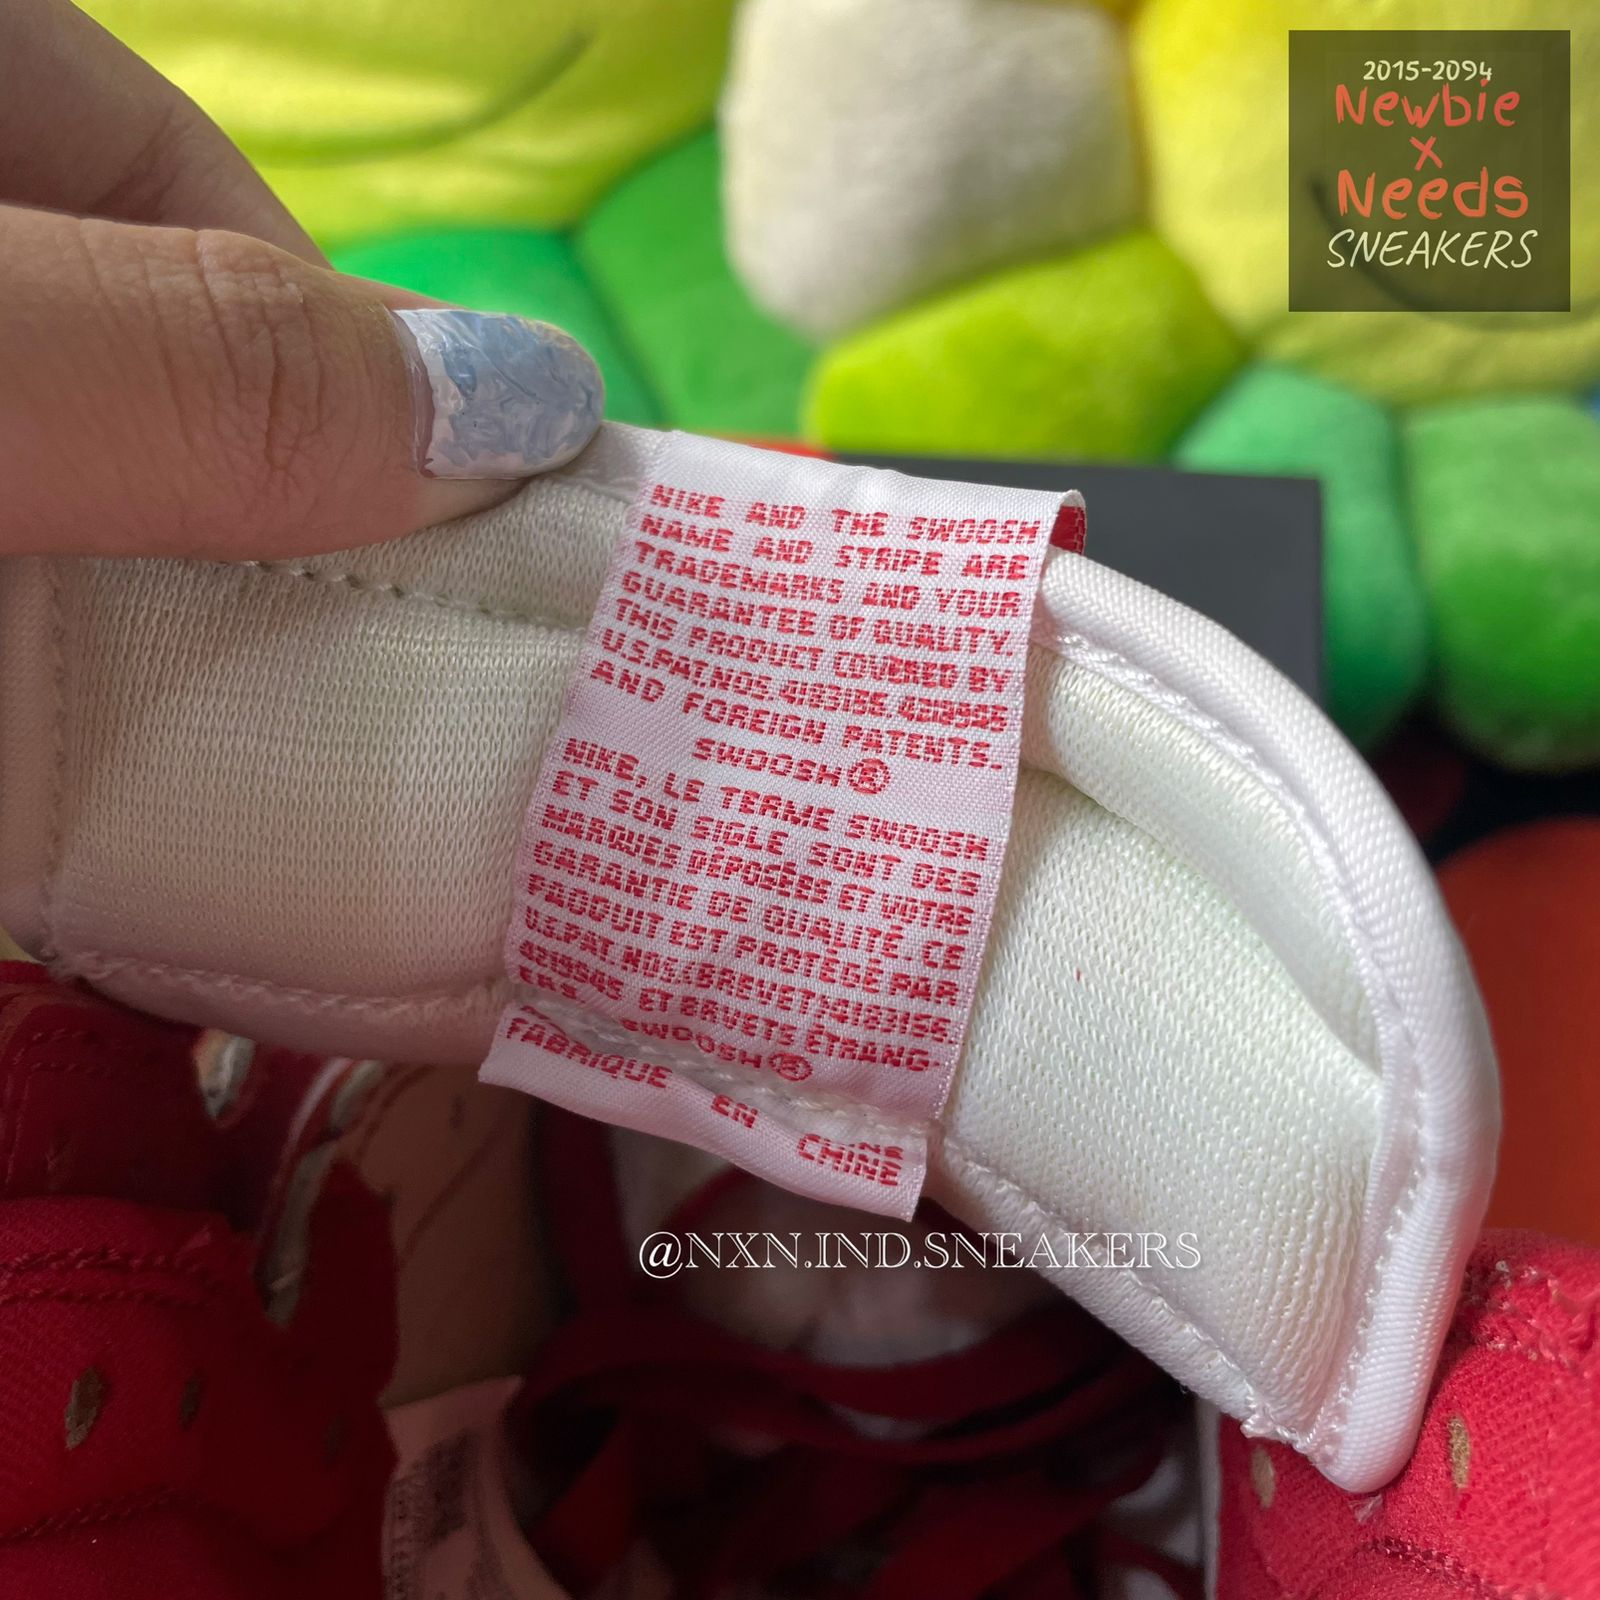 2015-2094
Newbie
x
Needs
SNEAKERS
NIKE AND THE SWOOSH
NAME AND STRIPE ARE
TRADEMARKS AND YOUR
GUARANTEE OF QUALITY.
THIS PRODUCT COVERED BY
U.S.PAT.NOS. 4183156. 4219945
AND FOREIGN PATENTS.
SWOOSH®
NIKE, LE TERME SWOOSH
ET SON SIGLE SONT DES
MARQUES DÉPOSÉES ET VOTRE
GARANTIE DE QUALITÉ. CE
PRODUIT EST PROTÉGÉ PAR
U.S.PAT.NOS.(BREVET)4183156.
4219945 ET BRVETS ÉTRANG-
ERS.
SWOOSH®
FABRIQUE EN CHINE
@NXN.IND.SNEAKERS